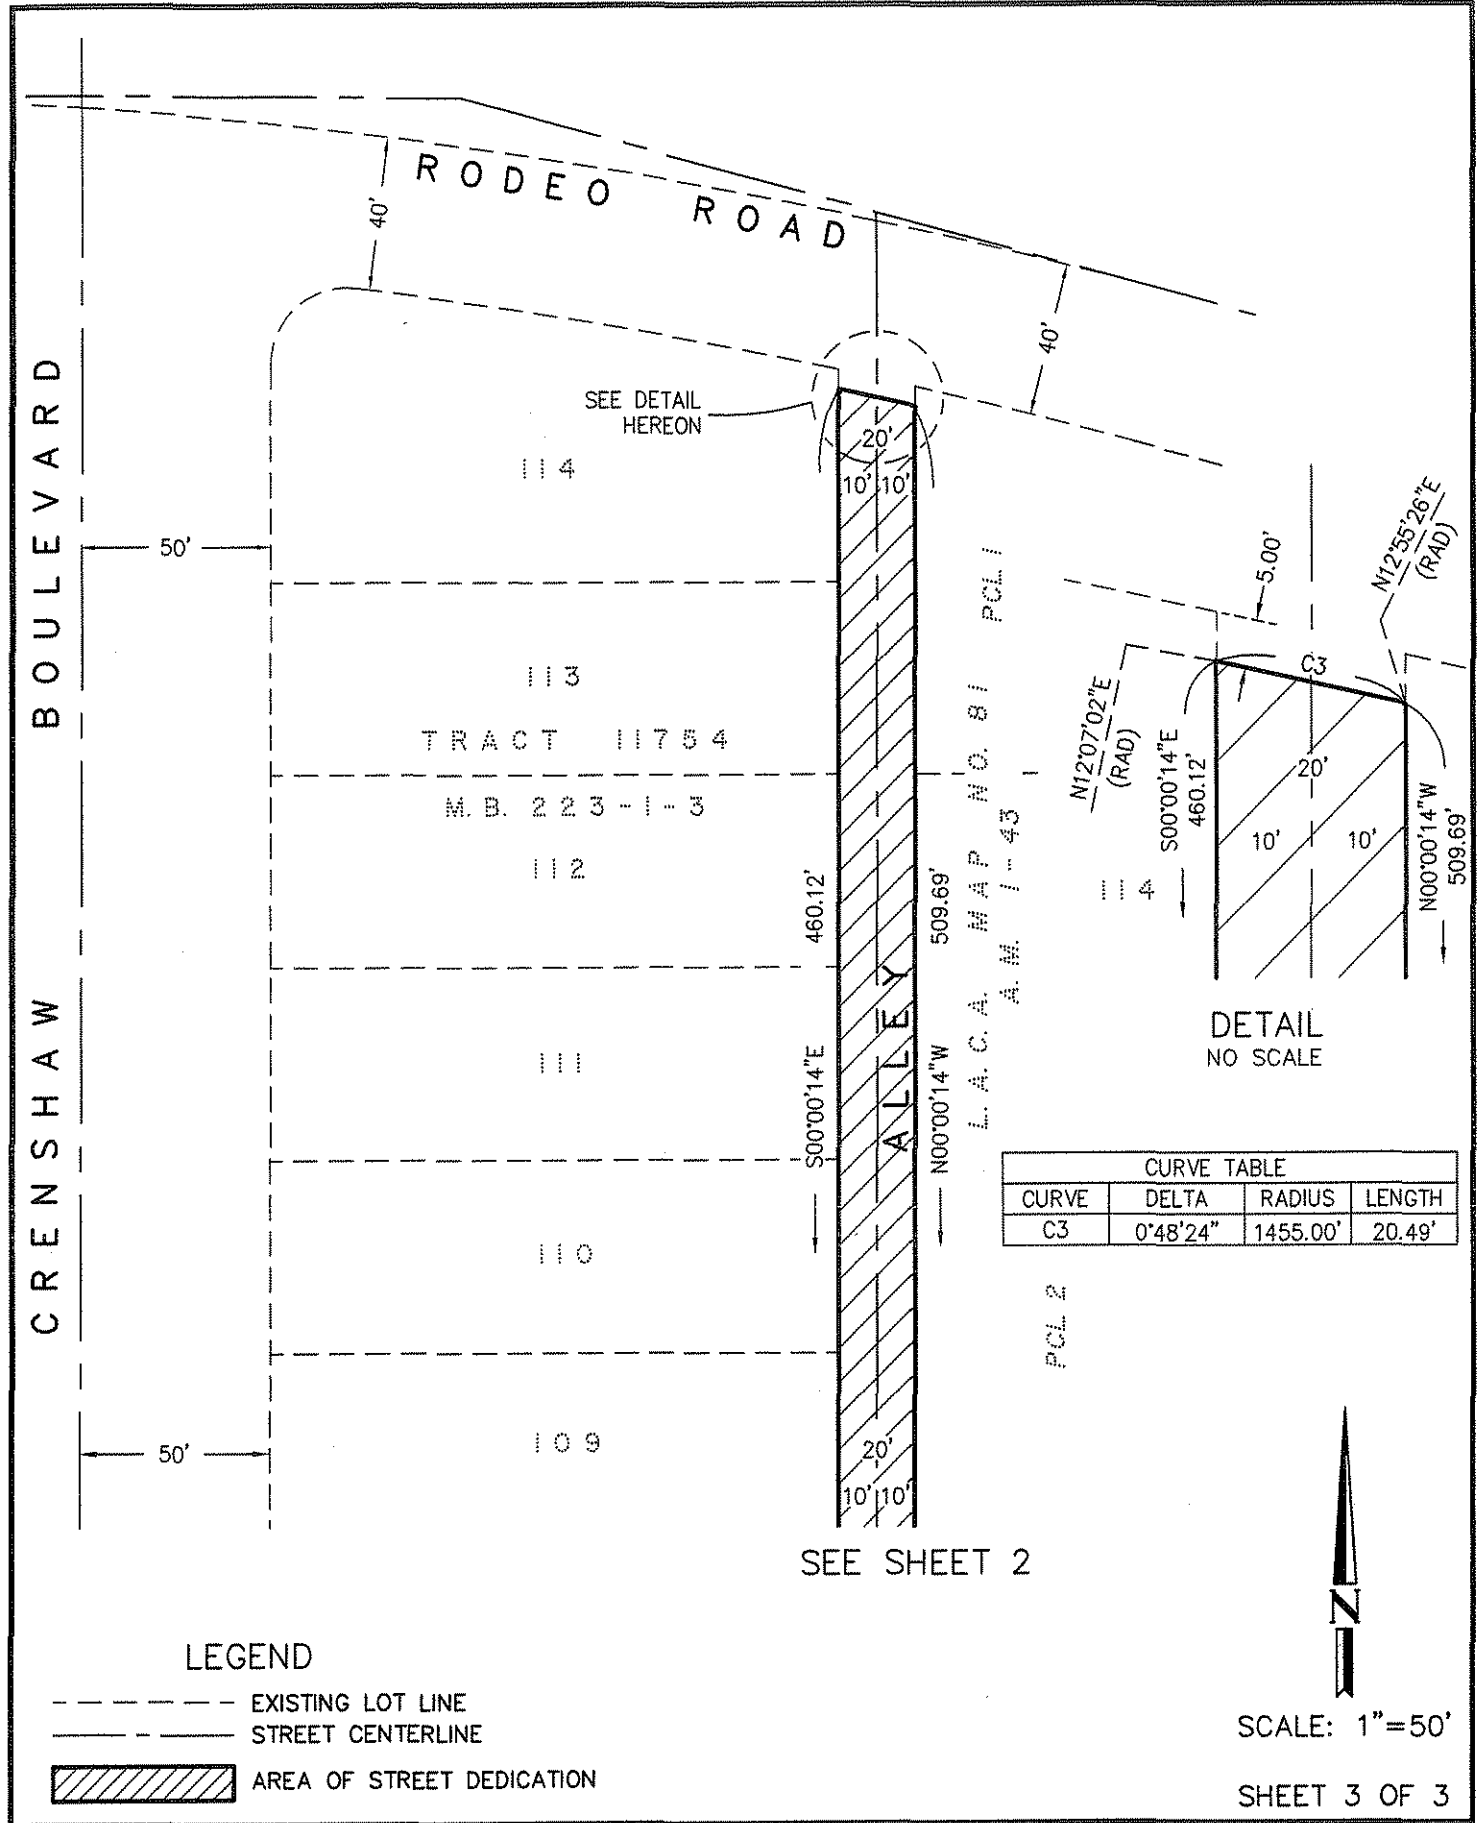 RODEO ROAD
40'
40'
SEE DETAIL
HEREON
20'
10' 10'
114
BOULEVARD
50'
113
TRACT 11754
M.B. 223-1-3
112
111
110
109
CRENSHAW
50'
460.12'
S00°00'14"E
ALLEY
509.69'
N00°00'14"W
L.A.C.A. MAP NO. 81 PCL. 1
A.M. 1-43
PCL. 2
20'
10' 10'
SEE SHEET 2
5.00'
N12°55'26"E
(RAD)
C3
N12°07'02"E
(RAD)
S00°00'14"E
460.12'
20'
10' 10'
N00°00'14"W
509.69'
114
DETAIL
NO SCALE
CURVE TABLE
CURVE DELTA RADIUS LENGTH
C3 0°48'24" 1455.00' 20.49'
N
LEGEND
EXISTING LOT LINE
STREET CENTERLINE
AREA OF STREET DEDICATION
SCALE: 1"=50'
SHEET 3 OF 3